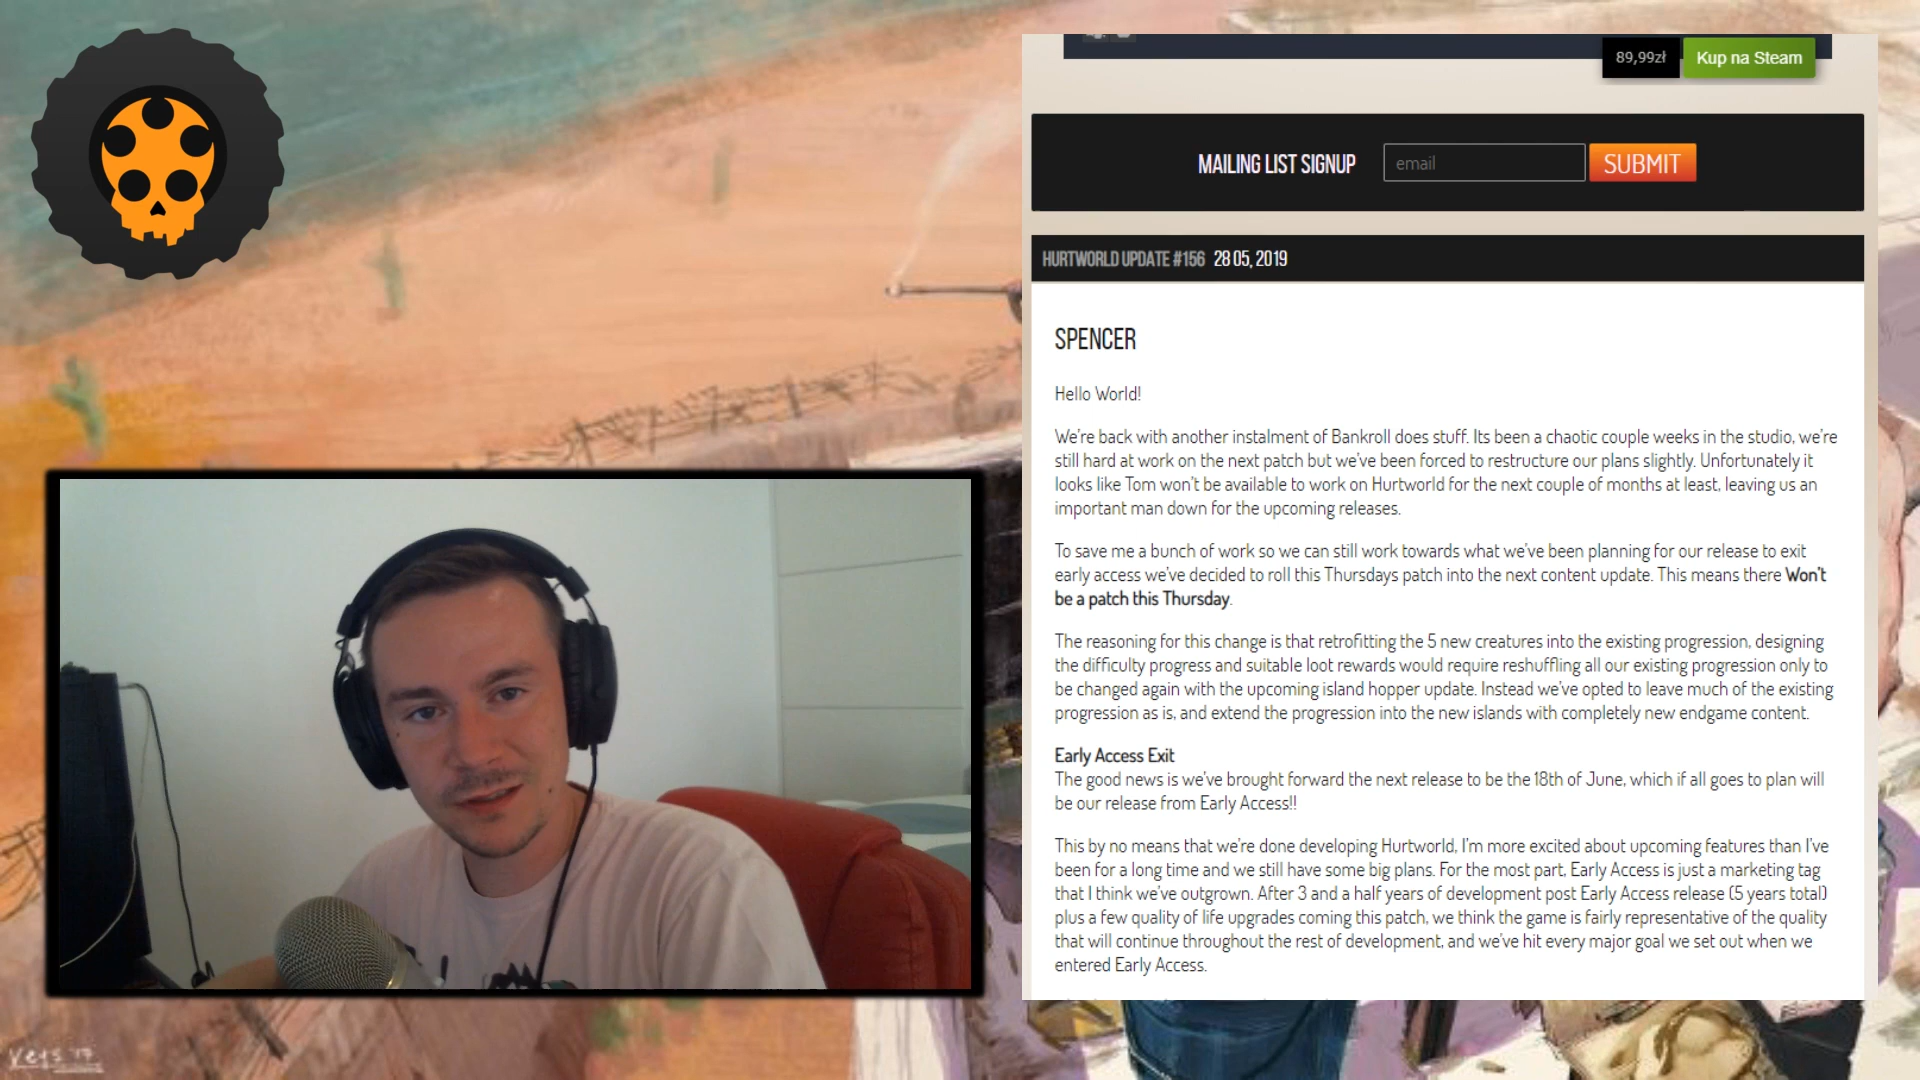 89,99zł Kup na Steam
MAILING LIST SIGNUP email SUBMIT
HURTWORLD UPDATE #156 28 05, 2019
SPENCER
Hello World!
We're back with another instalment of Bankroll does stuff. Its been a chaotic couple weeks in the studio, we're
still hard at work on the next patch but we've been forced to restructure our plans slightly. Unfortunately it
looks like Tom won't be available to work on Hurtworld for the next couple of months at least, leaving us an
important man down for the upcoming releases.
To save me a bunch of work so we can still work towards what we've been planning for our release to exit
early access we've decided to roll this Thursdays patch into the next content update. This means there Won't
be a patch this Thursday.
The reasoning for this change is that retrofitting the 5 new creatures into the existing progression, designing
the difficulty progress and suitable loot rewards would require reshuffling all our existing progression only to
be changed again with the upcoming island hopper update. Instead we've opted to leave much of the existing
progression as is, and extend the progression into the new islands with completely new endgame content.
Early Access Exit
The good news is we've brought forward the next release to be the 18th of June, which if all goes to plan will
be our release from Early Access!!
This by no means that we're done developing Hurtworld, I'm more excited about upcoming features than I've
been for a long time and we still have some big plans. For the most part, Early Access is just a marketing tag
that I think we've outgrown. After 3 and a half years of development post Early Access release (5 years total)
plus a few quality of life upgrades coming this patch, we think the game is fairly representative of the quality
that will continue throughout the rest of development, and we've hit every major goal we set out when we
entered Early Access.